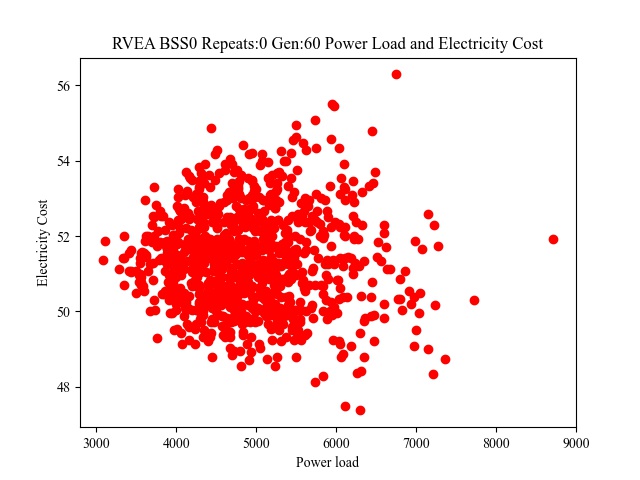 RVEA BSS0 Repeats:0 Gen:60 Power Load and Electricity Cost
56
54
52
50
48
Electricity Cost
3000 4000 5000 6000 7000 8000 9000
Power load